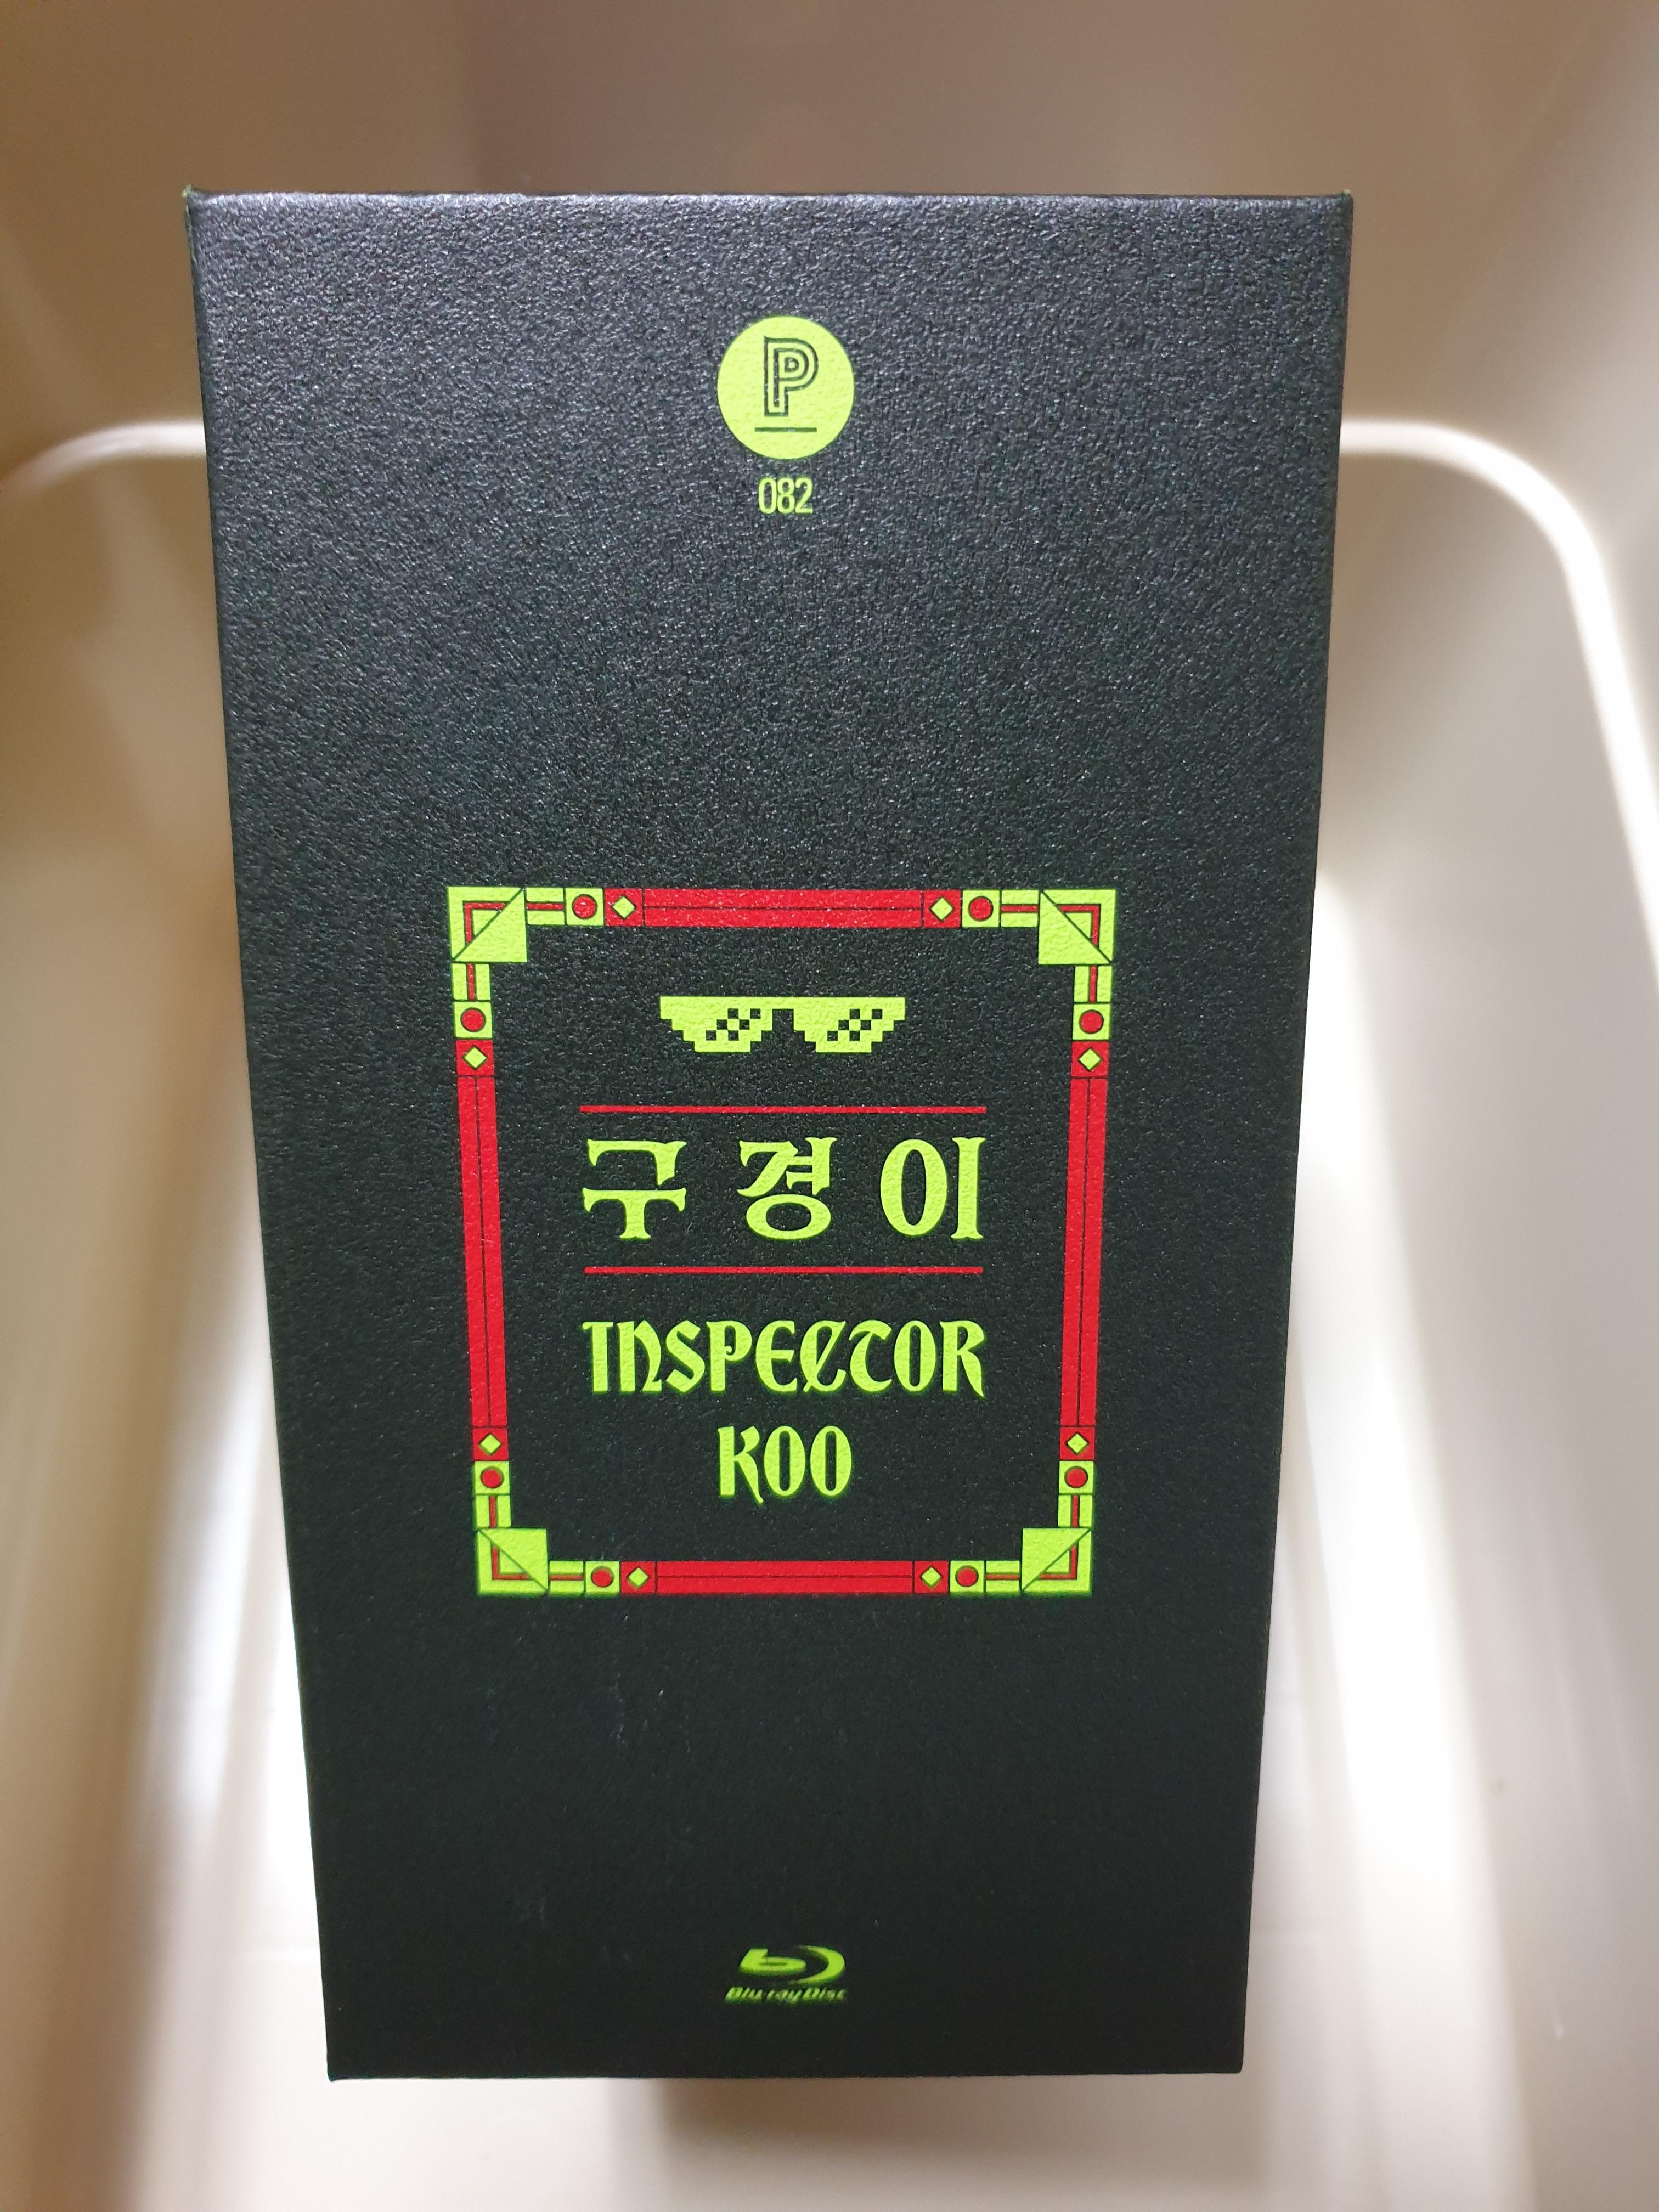 P
082
구경이
INSPECTOR
KOO
Blu-ray Disc